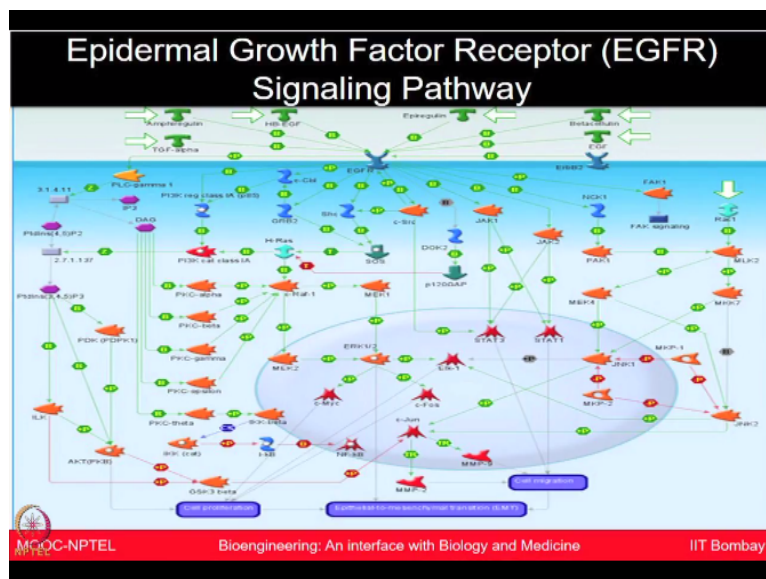 Epidermal Growth Factor Receptor (EGFR)
Signaling Pathway
Amphiregulin HB-EGF Epiregulin Betacellulin
TGF-alpha EGF
EGFR ErbB2
PLC-gamma 1 c-Cbl FAK1
3.1.4.11 IP3 PI3K reg class IA (p85) GRB2 Shc c-Src JAK1 NCK1 Rac1
PtdIns(4,5)P2 DAG DOK2 JAK2 FAK signaling
2.7.1.137 PI3K cat class IA H-Ras SOS p120GAP PAK1 MLK2
PtdIns(3,4,5)P3 PKC-alpha c-Raf-1 MEK1 MEK4 MKK7
PDK (PDPK1) PKC-beta STAT3 STAT1
PKC-gamma MEK2 ERK1/2 Elk-1 JNK1 MKP-1
PKC-epsilon c-Myc c-Fos MKP-2
ILK PKC-theta IKK-beta c-Jun JNK2
AKT(PKB) IKK (cat) I-kB NF-kB MMP-9
GSK3 beta MMP-2 Cell migration
Cell proliferation Epithelial-to-mesenchymal transition (EMT)
MOOC-NPTEL Bioengineering: An interface with Biology and Medicine IIT Bombay
NPTEL